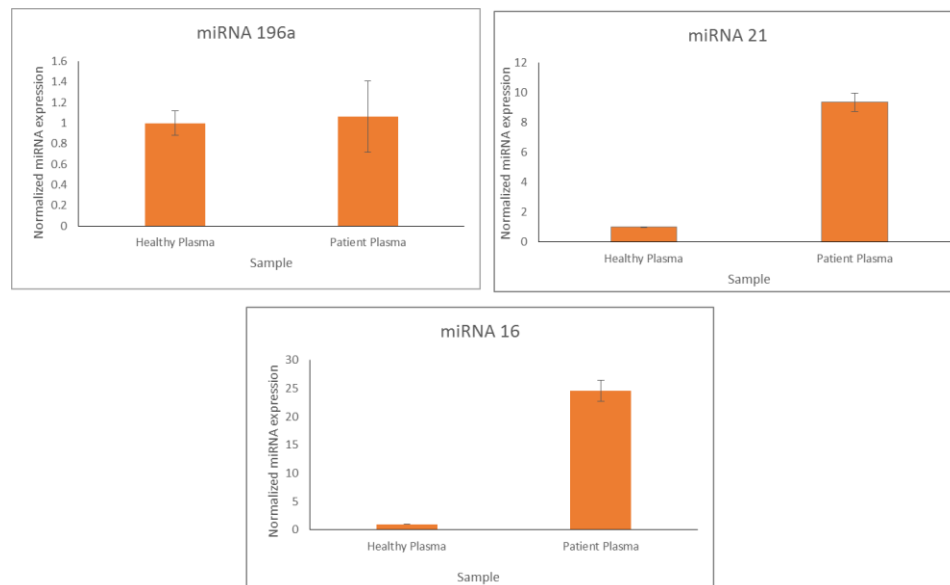 miRNA 196a
Normalized miRNA expression
1.6
1.4
1.2
1
0.8
0.6
0.4
0.2
0
Healthy Plasma
Patient Plasma
Sample
miRNA 21
Normalized miRNA expression
12
10
8
6
4
2
0
Healthy Plasma
Patient Plasma
Sample
miRNA 16
Normalized miRNA expression
30
25
20
15
10
5
0
Healthy Plasma
Patient Plasma
Sample